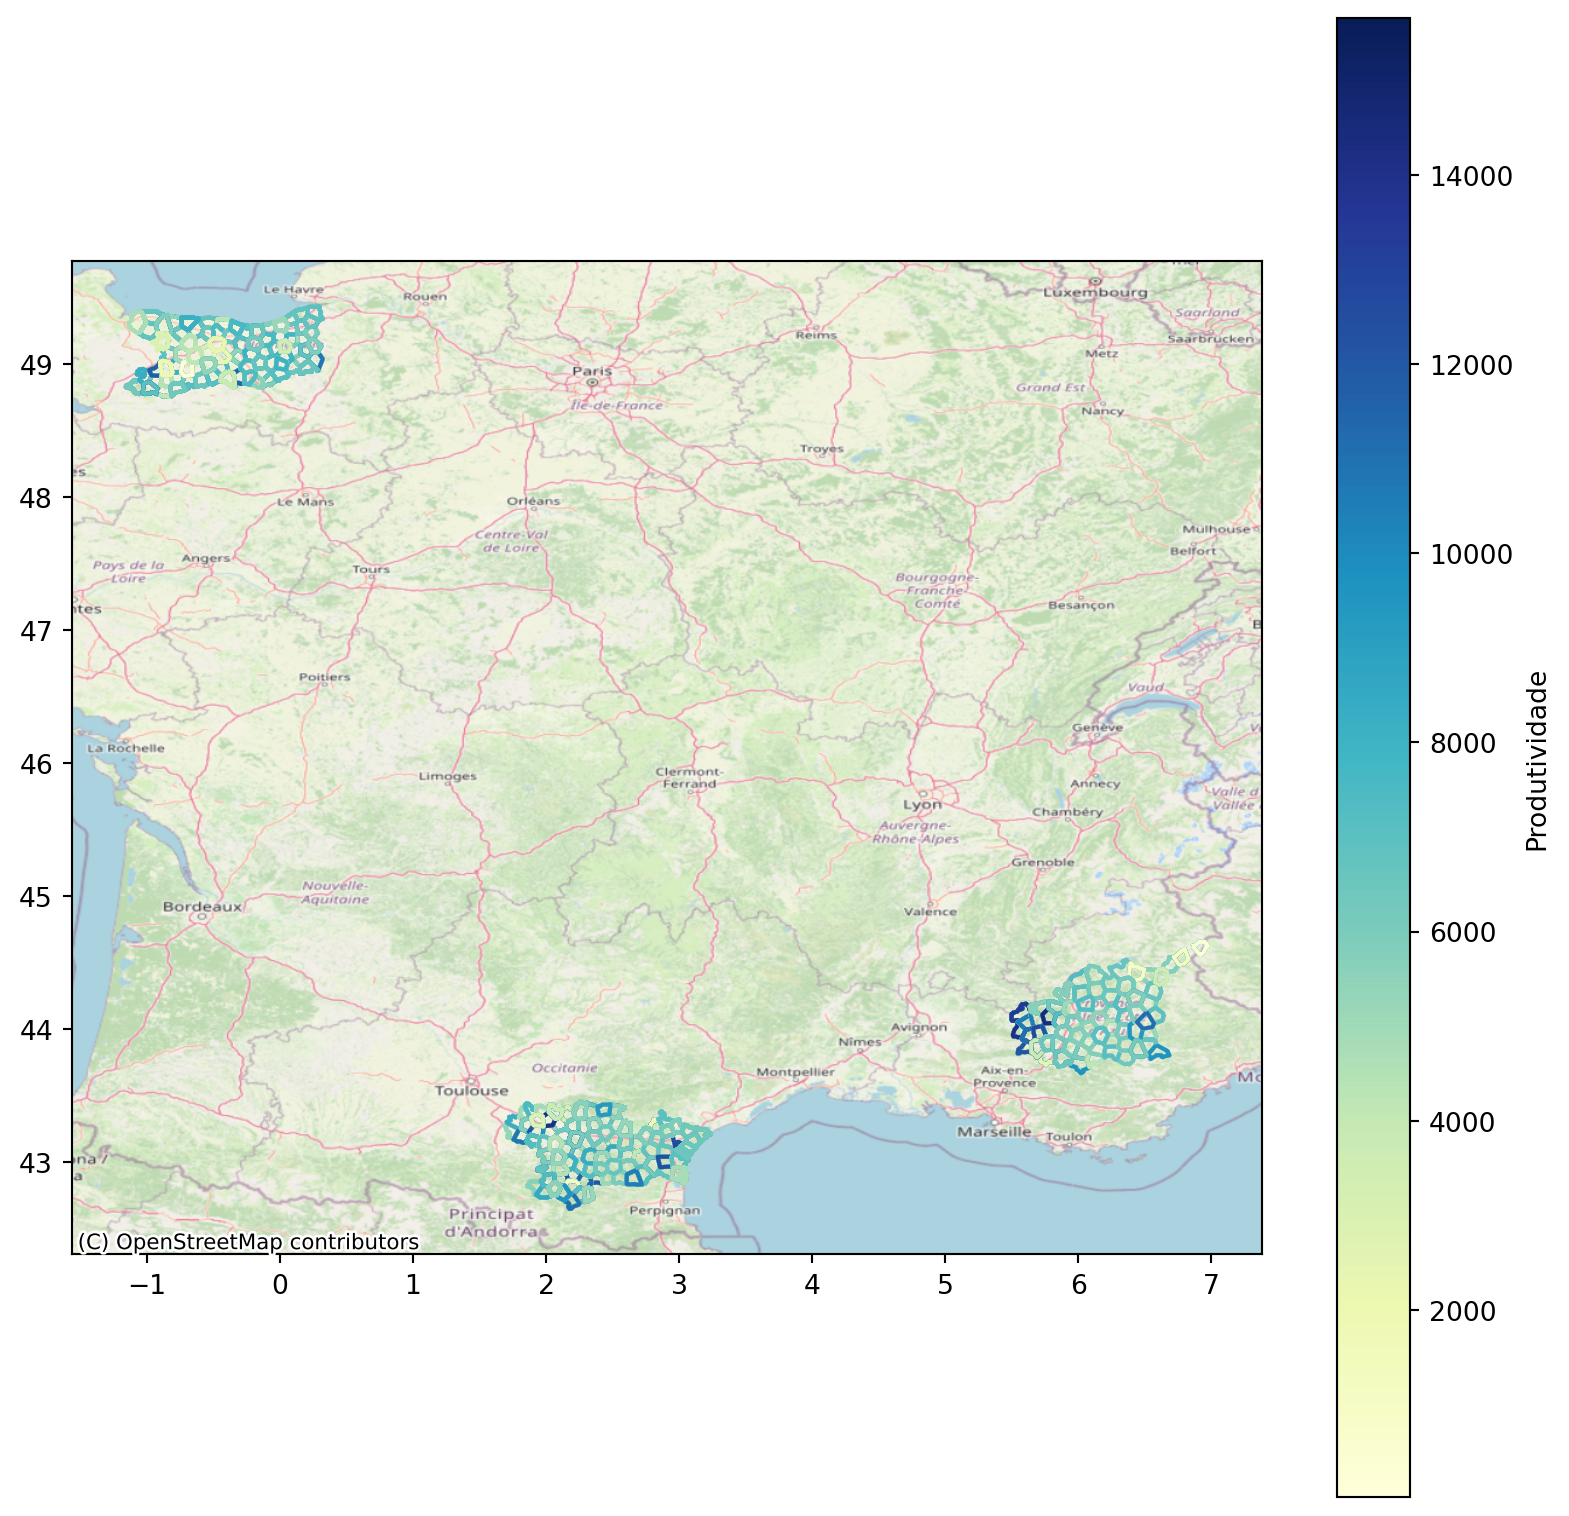 Le Havre
Rouen
Luxembourg
Saarland
Saarbrücken
Reims
Metz
Paris
Île-de-France
Grand Est
Nancy
Troyes
Le Mans
Orléans
Centre-Val
de Loire
Mulhouse
Belfort
Angers
Pays de la
Loire
Tours
Bourgogne-
Franche-
Comté
Besançon
ntes
Poitiers
Vaud
Genève
La Rochelle
Limoges
Clermont-
Ferrand
Annecy
Valle d
Vallée
Lyon
Chambéry
Auvergne-
Rhône-Alpes
Grenoble
Nouvelle-
Aquitaine
Bordeaux
Valence
Avignon
Nîmes
Occitanie
Montpellier
Aix-en-
Provence
Toulouse
Mo
Marseille
Toulon
na /
a
Principat
d'Andorra
Perpignan
(C) OpenStreetMap contributors
49
48
47
46
45
44
43
−1
0
1
2
3
4
5
6
7
14000
12000
10000
8000
6000
4000
2000
Produtividade